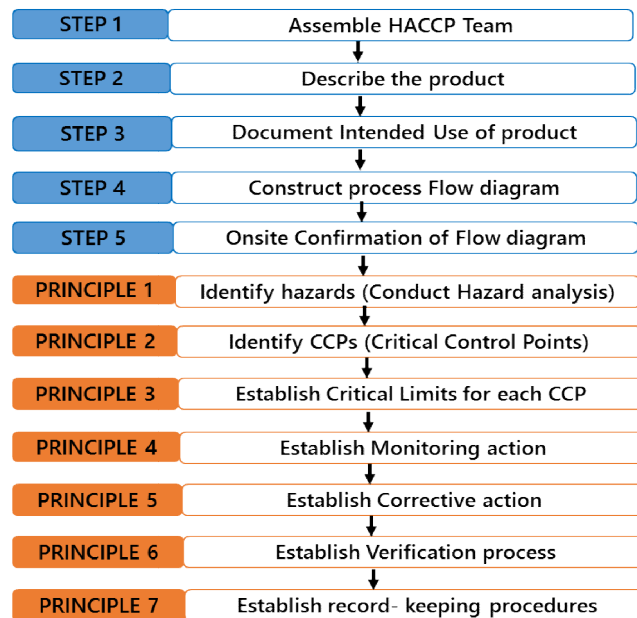 STEP 1 Assemble HACCP Team
STEP 2 Describe the product
STEP 3 Document Intended Use of product
STEP 4 Construct process Flow diagram
STEP 5 Onsite Confirmation of Flow diagram
PRINCIPLE 1 Identify hazards (Conduct Hazard analysis)
PRINCIPLE 2 Identify CCPs (Critical Control Points)
PRINCIPLE 3 Establish Critical Limits for each CCP
PRINCIPLE 4 Establish Monitoring action
PRINCIPLE 5 Establish Corrective action
PRINCIPLE 6 Establish Verification process
PRINCIPLE 7 Establish record- keeping procedures